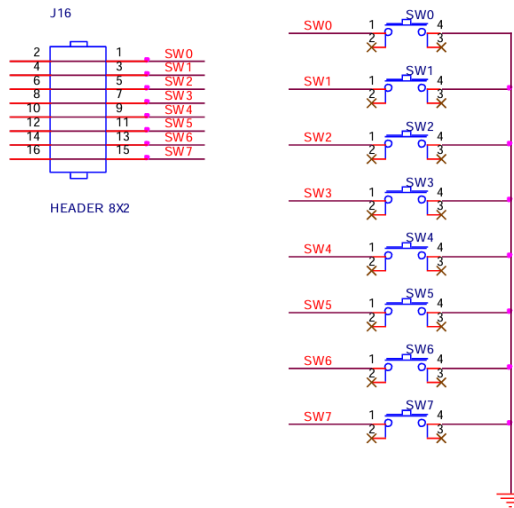 J16
2 1 SW0
4 3 SW1
6 5 SW2
8 7 SW3
10 9 SW4
12 11 SW5
14 13 SW6
16 15 SW7
HEADER 8X2
SW0
SW0 1 4
2 3
SW1
SW1 1 4
2 3
SW2
SW2 1 4
2 3
SW3
SW3 1 4
2 3
SW4
SW4 1 4
2 3
SW5
SW5 1 4
2 3
SW6
SW6 1 4
2 3
SW7
SW7 1 4
2 3